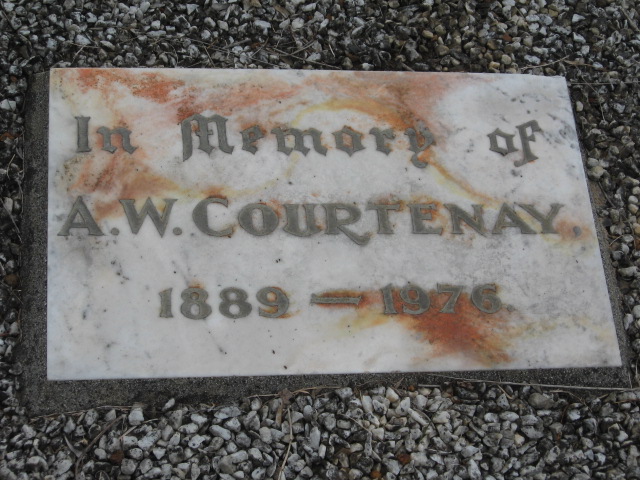 In Memory of
A.W. COURTENAY.
1889 — 1976.